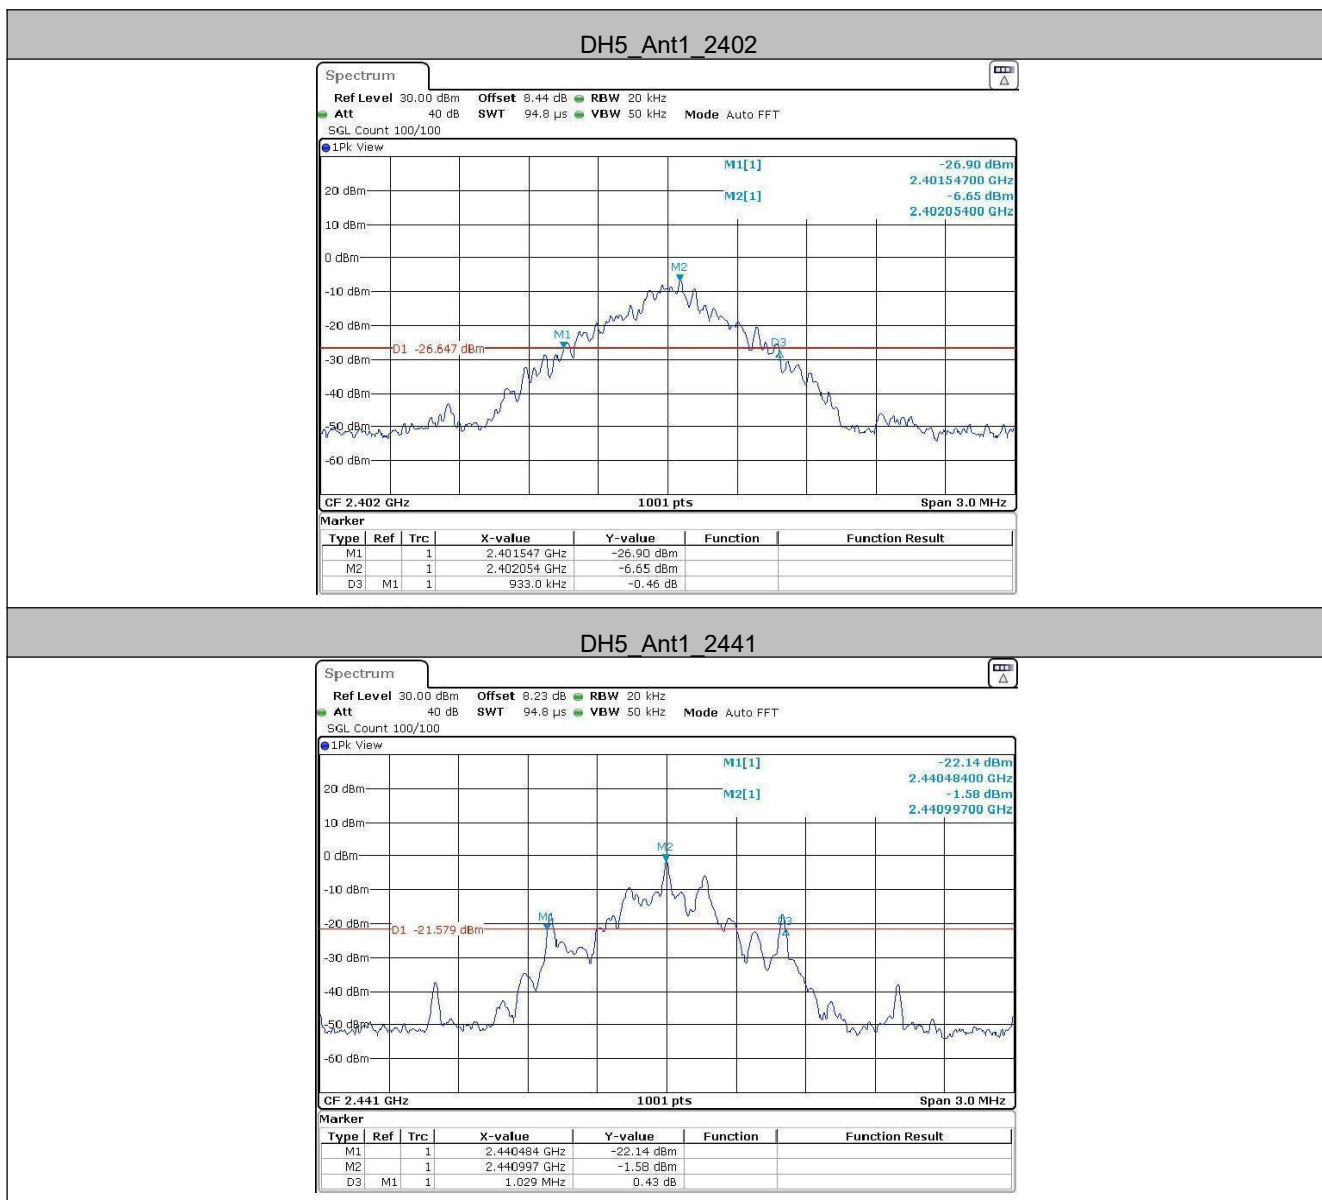 DH5_Ant1_2402
Spectrum
Ref Level 30.00 dBm Offset 8.44 dB RBW 20 kHz
Att 40 dB SWT 94.8 µs VBW 50 kHz Mode Auto FFT
SGL Count 100/100
1Pk View
M1[1] -26.90 dBm
2.40154700 GHz
M2[1] -6.65 dBm
2.40205400 GHz
20 dBm
10 dBm
0 dBm
M2
-10 dBm
-20 dBm
M1
D3
D1 -26.647 dBm
-30 dBm
-40 dBm
-50 dBm
-60 dBm
CF 2.402 GHz 1001 pts Span 3.0 MHz
Marker
Type Ref Trc X-value Y-value Function Function Result
M1 1 2.401547 GHz -26.90 dBm
M2 1 2.402054 GHz -6.65 dBm
D3 M1 1 933.0 kHz -0.46 dB
DH5_Ant1_2441
Spectrum
Ref Level 30.00 dBm Offset 8.23 dB RBW 20 kHz
Att 40 dB SWT 94.8 µs VBW 50 kHz Mode Auto FFT
SGL Count 100/100
1Pk View
M1[1] -22.14 dBm
2.44048400 GHz
M2[1] -1.58 dBm
2.44099700 GHz
20 dBm
10 dBm
0 dBm
M2
-10 dBm
-20 dBm
M1
D3
D1 -21.579 dBm
-30 dBm
-40 dBm
-50 dBm
-60 dBm
CF 2.441 GHz 1001 pts Span 3.0 MHz
Marker
Type Ref Trc X-value Y-value Function Function Result
M1 1 2.440484 GHz -22.14 dBm
M2 1 2.440997 GHz -1.58 dBm
D3 M1 1 1.029 MHz 0.43 dB